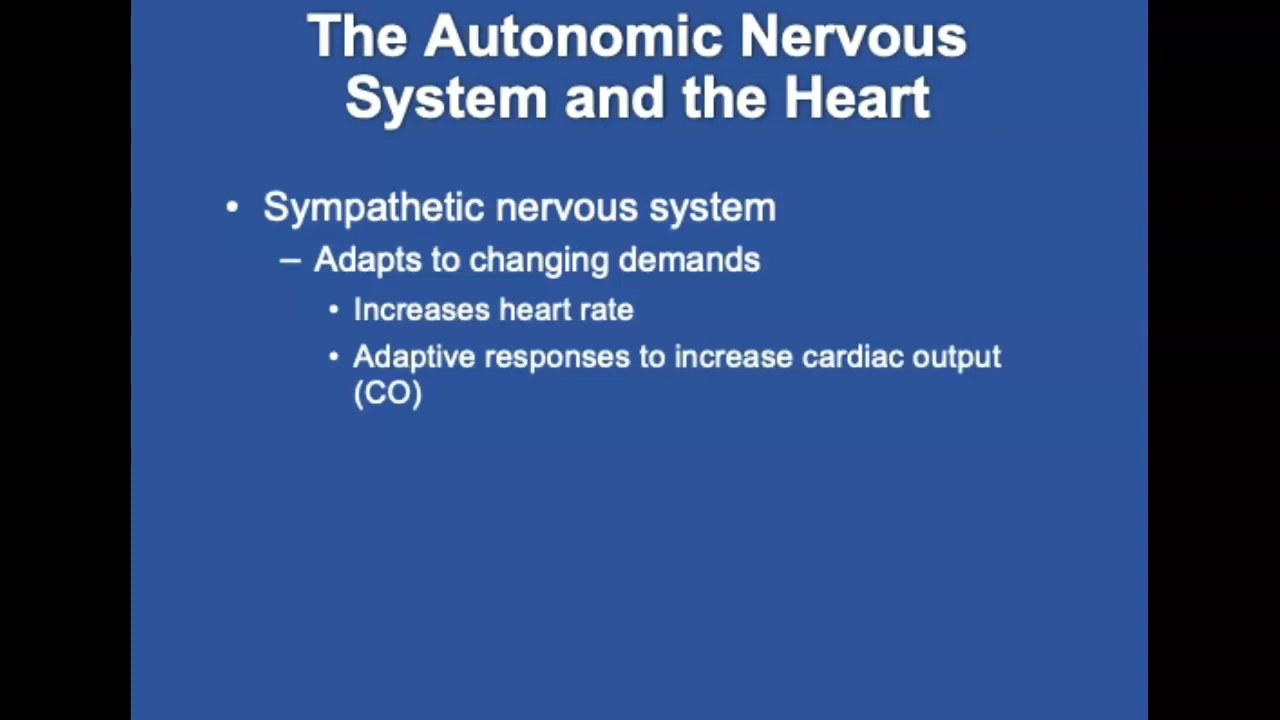 The Autonomic Nervous
System and the Heart
• Sympathetic nervous system
– Adapts to changing demands
• Increases heart rate
• Adaptive responses to increase cardiac output
(CO)